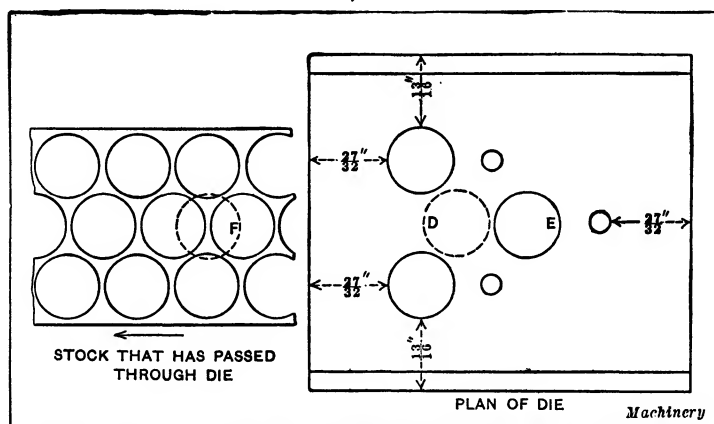 13"
16
27"
32
D
E
F
27"
32
27"
32
13"
16
STOCK THAT HAS PASSED
THROUGH DIE
PLAN OF DIE
Machinery